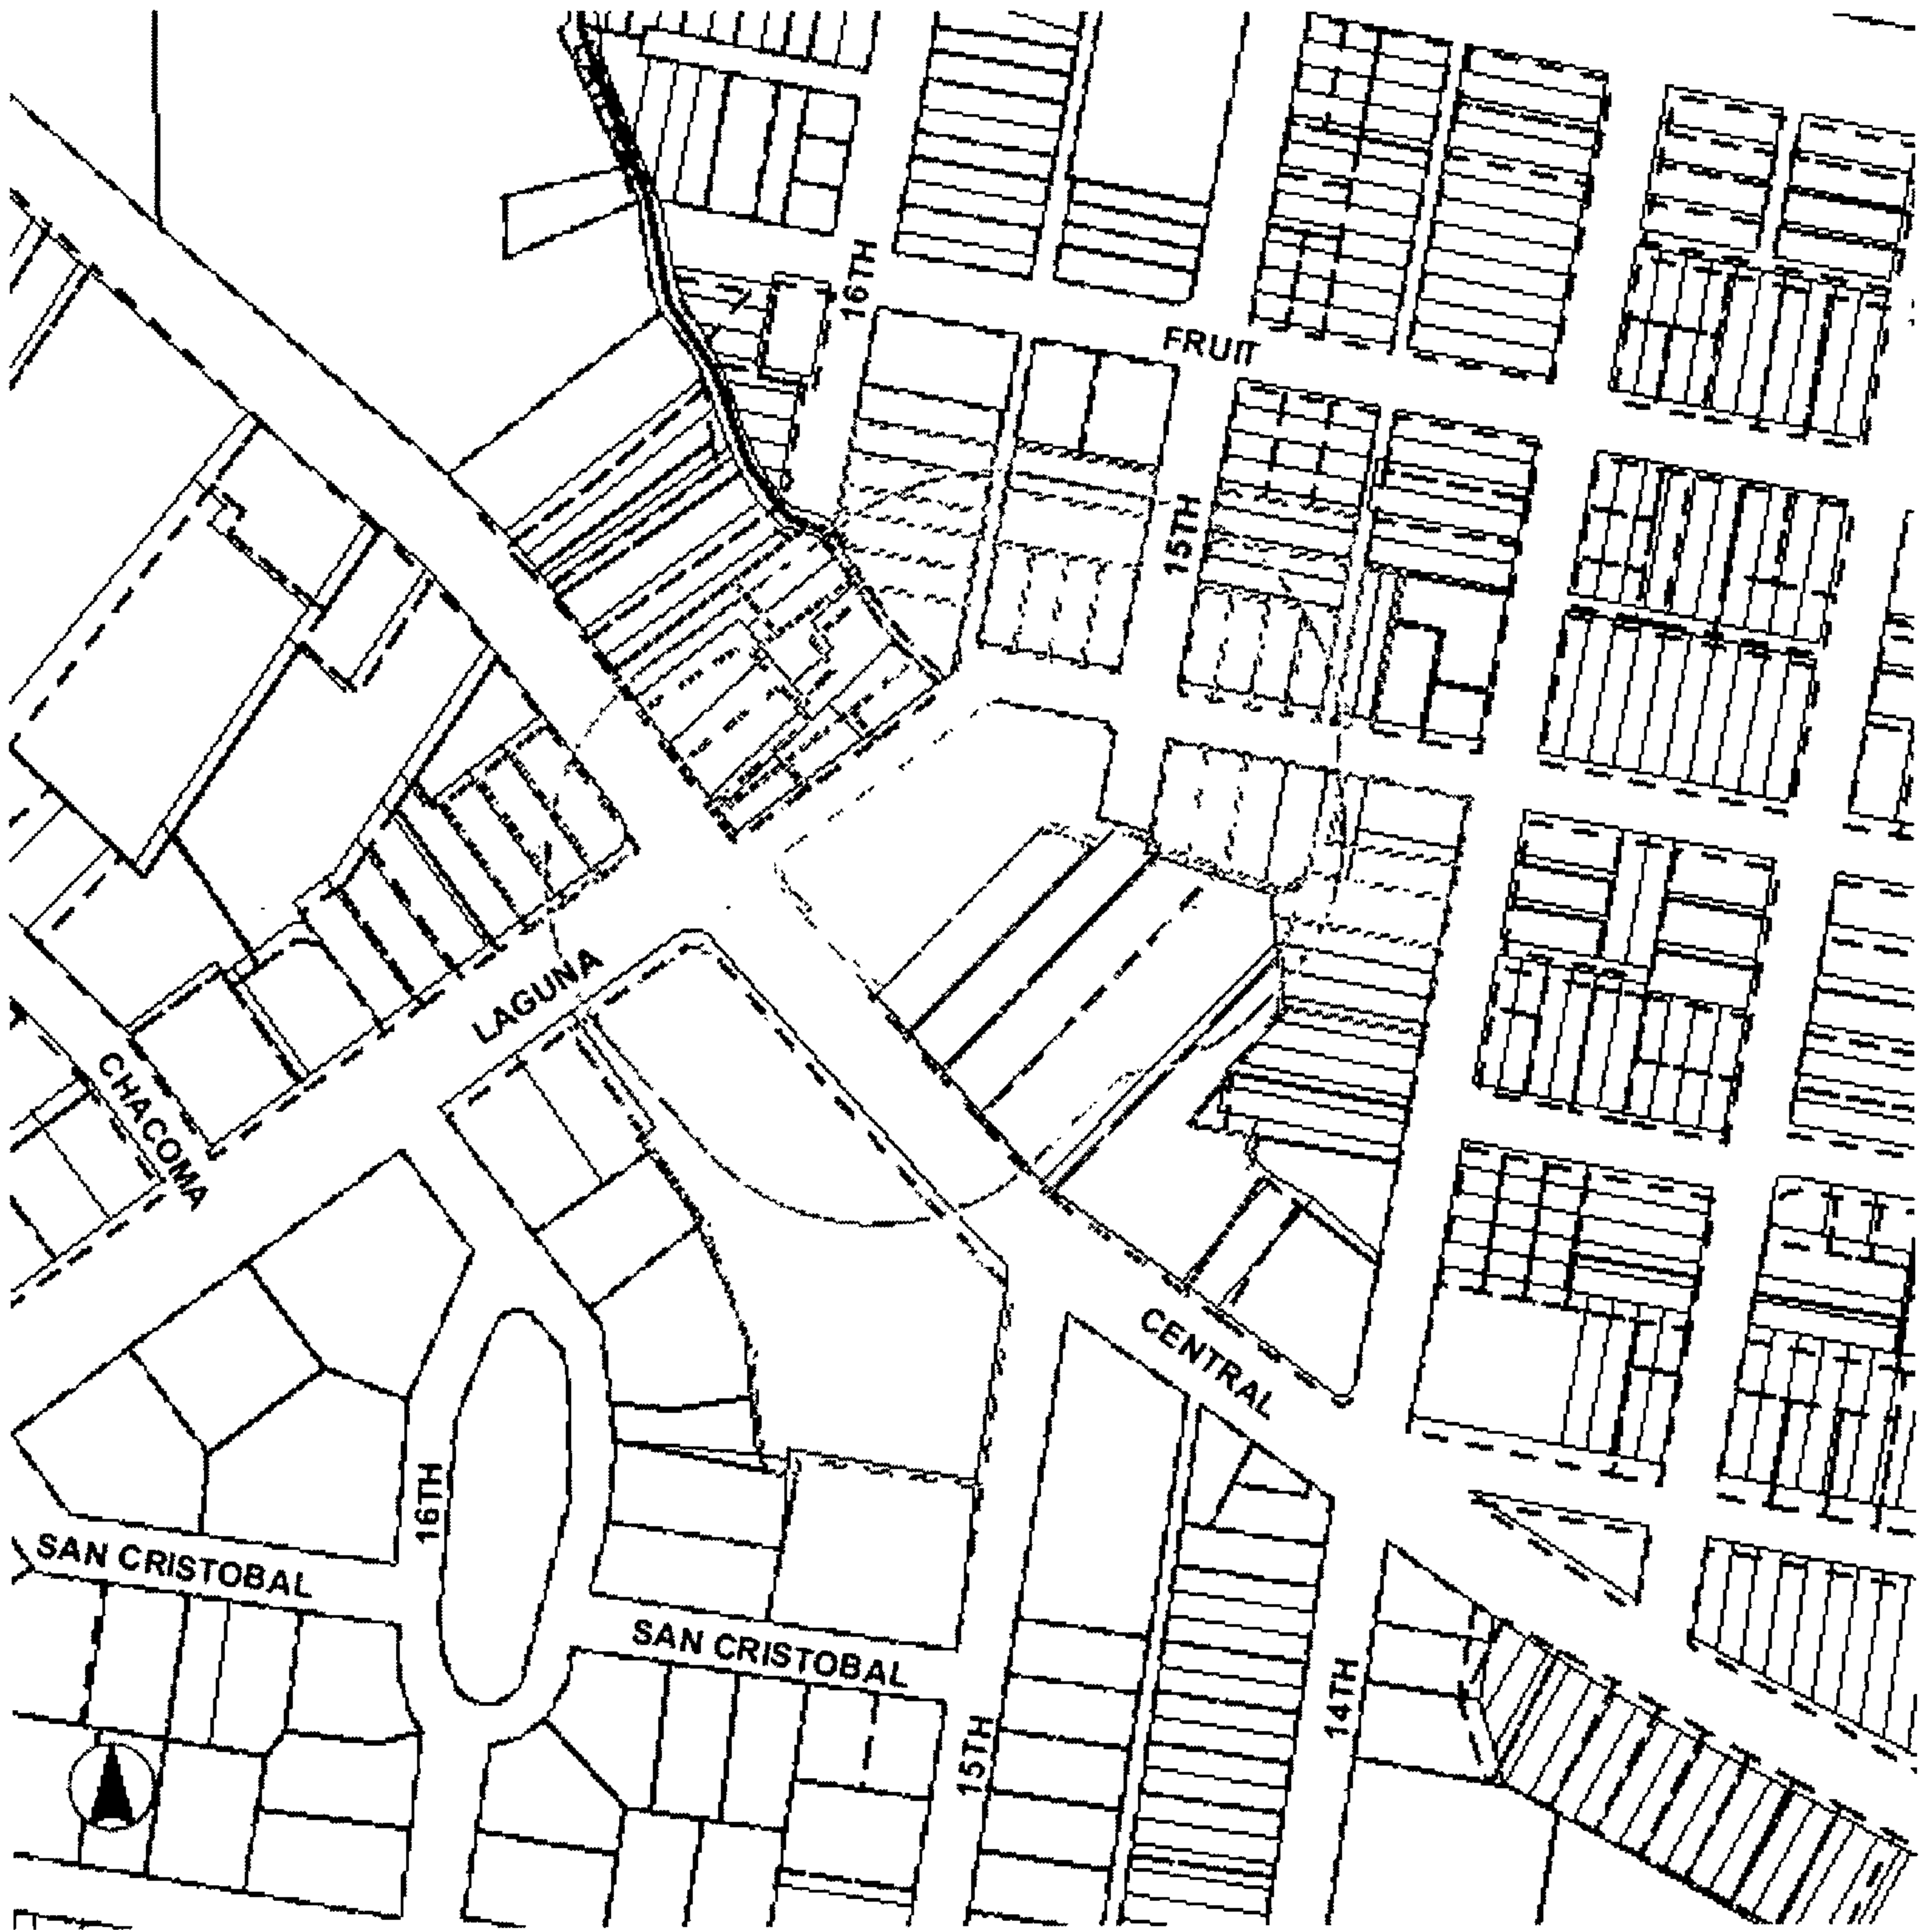 16TH
FRUIT
15TH
LAGUNA
CHACOMA
CENTRAL
16TH
SAN CRISTOBAL
SAN CRISTOBAL
14TH
15TH